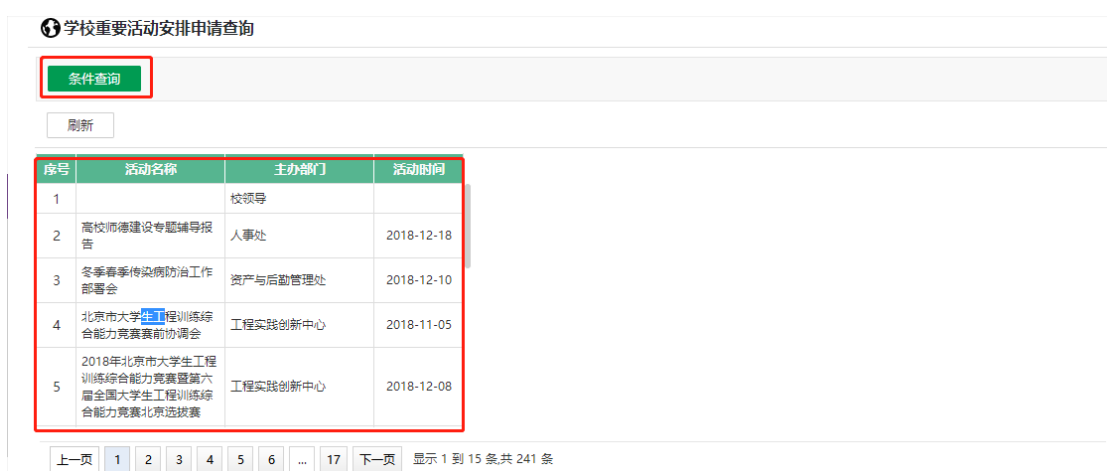 学校重要活动安排申请查询
条件查询
刷新
序号 活动名称 主办部门 活动时间
1 校领导
2 高校师德建设专题辅导报
告 人事处 2018-12-18
3 冬季春季传染病防治工作
部署会 资产与后勤管理处 2018-12-10
4 北京市大学生工程训练综
合能力竞赛赛前协调会 工程实践创新中心 2018-11-05
5 2018年北京市大学生工程
训练综合能力竞赛暨第六
届全国大学生工程训练综
合能力竞赛北京选拔赛 工程实践创新中心 2018-12-08
上一页 1 2 3 4 5 6 ... 17 下一页 显示 1 到 15 条,共 241 条